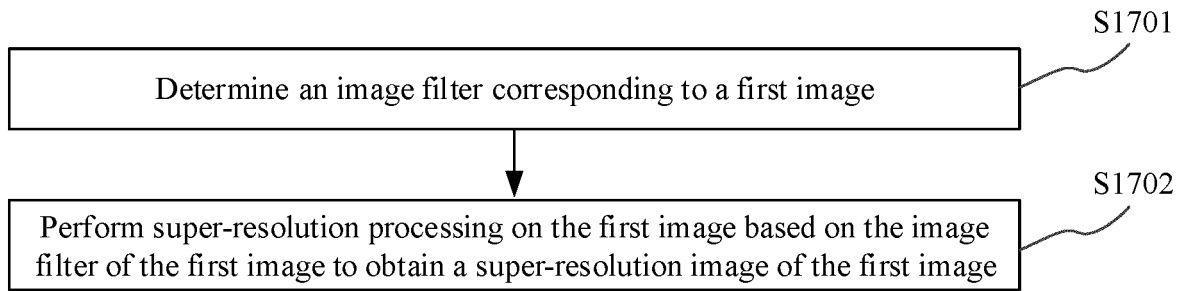 S1701
Determine an image filter corresponding to a first image
S1702
Perform super-resolution processing on the first image based on the image
filter of the first image to obtain a super-resolution image of the first image